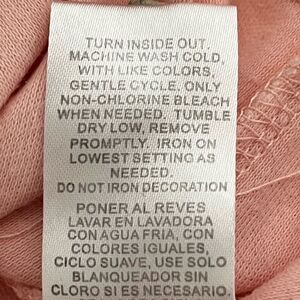 TURN INSIDE OUT.
MACHINE WASH COLD,
WITH LIKE COLORS,
GENTLE CYCLE, ONLY
NON-CHLORINE BLEACH
WHEN NEEDED. TUMBLE
DRY LOW, REMOVE
PROMPTLY. IRON ON
LOWEST SETTING AS
NEEDED.
DO NOT IRON DECORATION
PONER AL REVES
LAVAR EN LAVADORA
CON AGUA FRIA, CON
COLORES IGUALES,
CICLO SUAVE, USE SOLO
BLANQUEADOR SIN
CLORO SI ES NECESARIO.